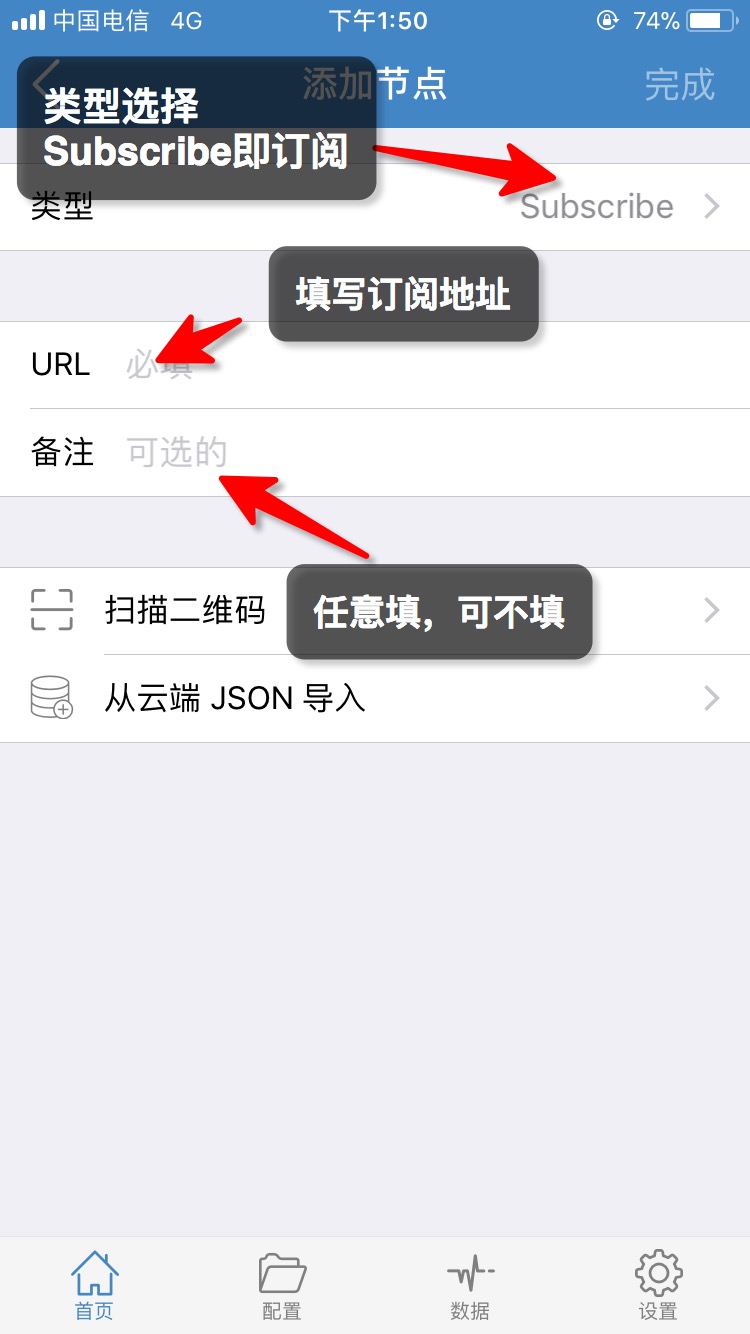 中国电信 4G 下午1:50 74%
添加节点 完成
类型选择
Subscribe即订阅
类型 Subscribe
填写订阅地址
URL 必填
备注 可选的
任意填，可不填
扫描二维码
从云端 JSON 导入
首页 配置 数据 设置